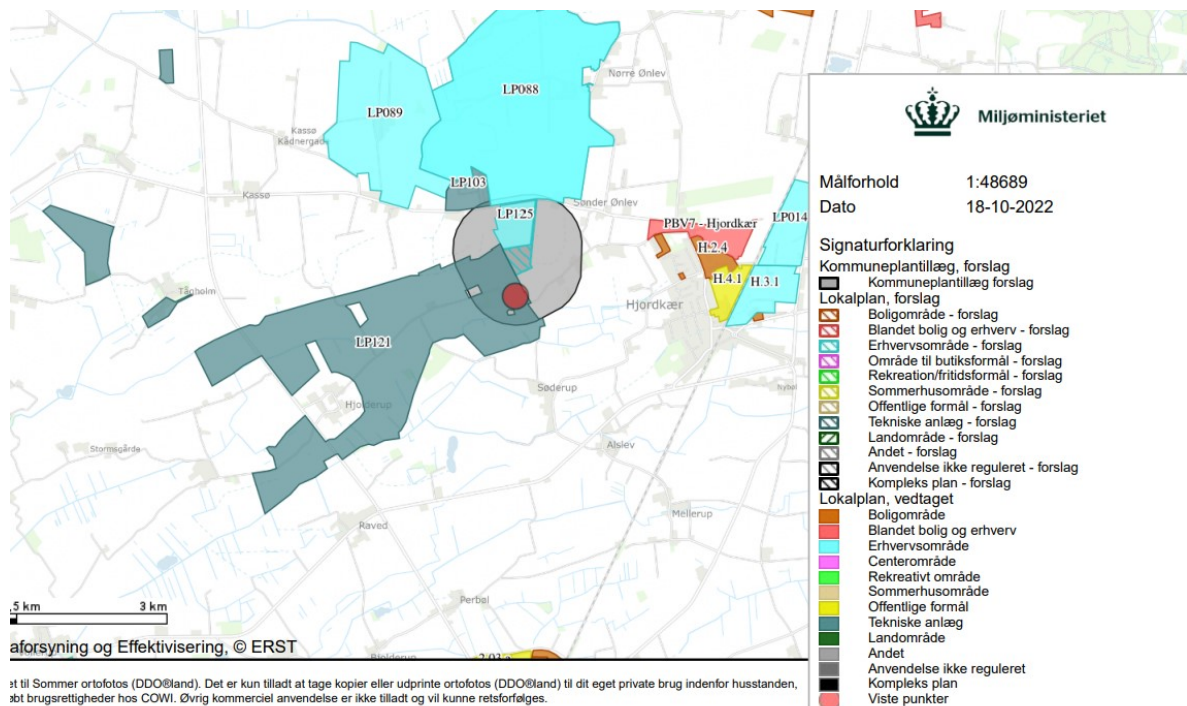 Nørre Ønlev
LP088
LP089
Kassø
Kådnergad
LP103
Kassø
Sønder Ønlev
LP125
PBV7 - Hjordkær
LP014
H.2.4
H.4.1
H.3.1
Tågholm
Hjordkær
LP121
Søderup
Nybøl
Hjolderup
Stormsgårde
Alslev
Raved
Mellerup
Perbøl
.5 km
3 km
aforsyning og Effektivisering, © ERST
Bjolderup
2.03
et til Sommer ortofotos (DDO®land). Det er kun tilladt at tage kopier eller udprinte ortofotos (DDO®land) til dit eget private brug indenfor husstanden,
øbt brugsrettigheder hos COWI. Øvrig kommerciel anvendelse er ikke tilladt og vil kunne retsforfølges.
Miljøministeriet
Målforhold 1:48689
Dato 18-10-2022
Signaturforklaring
Kommuneplantillæg, forslag
Kommuneplantillæg forslag
Lokalplan, forslag
Boligområde - forslag
Blandet bolig og erhverv - forslag
Erhvervsområde - forslag
Område til butiksformål - forslag
Rekreation/fritidsformål - forslag
Sommerhusområde - forslag
Offentlige formål - forslag
Tekniske anlæg - forslag
Landområde - forslag
Andet - forslag
Anvendelse ikke reguleret - forslag
Kompleks plan - forslag
Lokalplan, vedtaget
Boligområde
Blandet bolig og erhverv
Erhvervsområde
Centerområde
Rekreativt område
Sommerhusområde
Offentlige formål
Tekniske anlæg
Landområde
Andet
Anvendelse ikke reguleret
Kompleks plan
Viste punkter